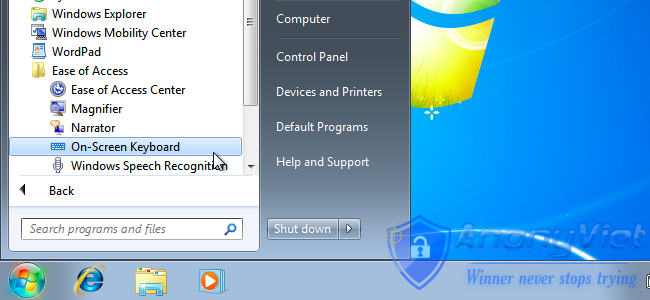 Windows Explorer
Windows Mobility Center
WordPad
Ease of Access
Ease of Access Center
Magnifier
Narrator
On-Screen Keyboard
Windows Speech Recognition
Back
Search programs and files
Computer
Control Panel
Devices and Printers
Default Programs
Help and Support
Shut down
AnonyViet
Winner never stops trying